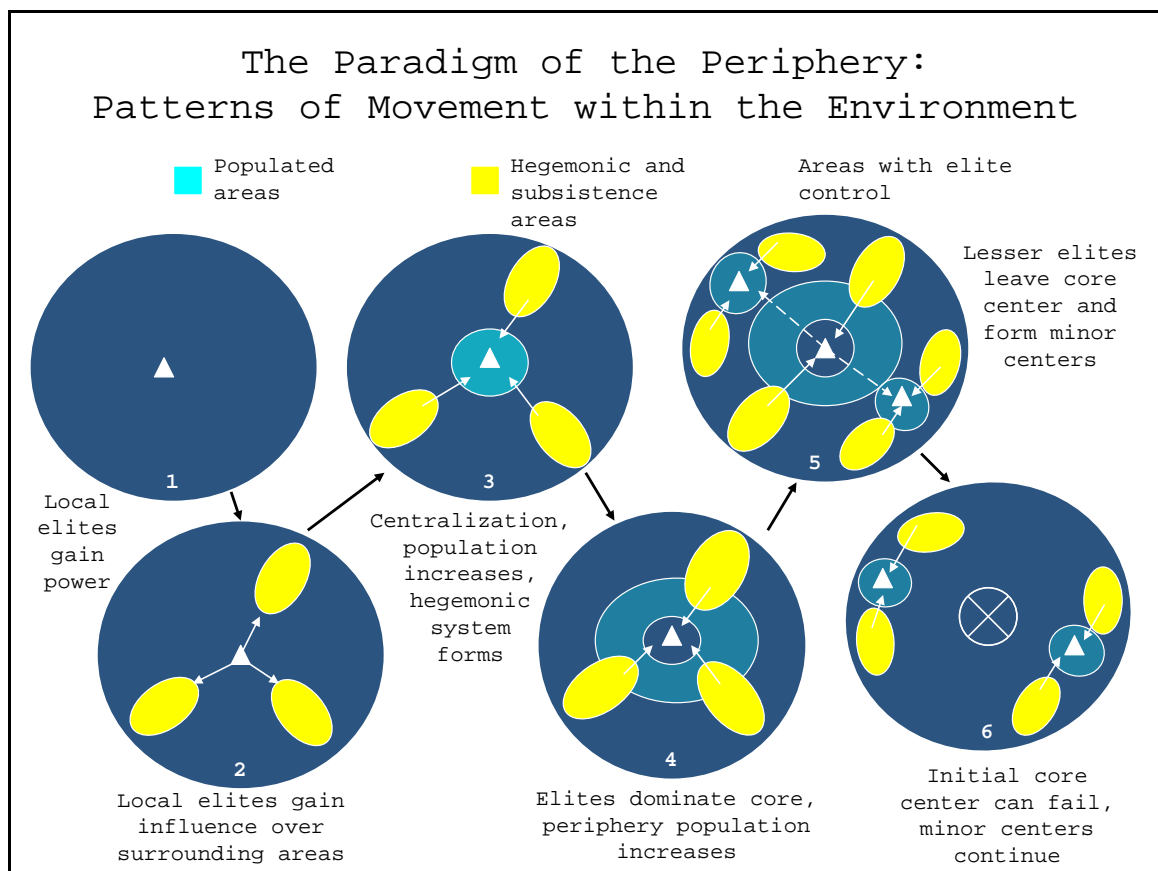 The Paradigm of the Periphery:
Patterns of Movement within the Environment
Populated
areas
Hegemonic and
subsistence
areas
Areas with elite
control
1
Local
elites
gain
power
2
Local elites gain
influence over
surrounding areas
3
Centralization,
population
increases,
hegemonic
system
forms
4
Elites dominate core,
periphery population
increases
5
Lesser elites
leave core
center and
form minor
centers
6
Initial core
center can fail,
minor centers
continue